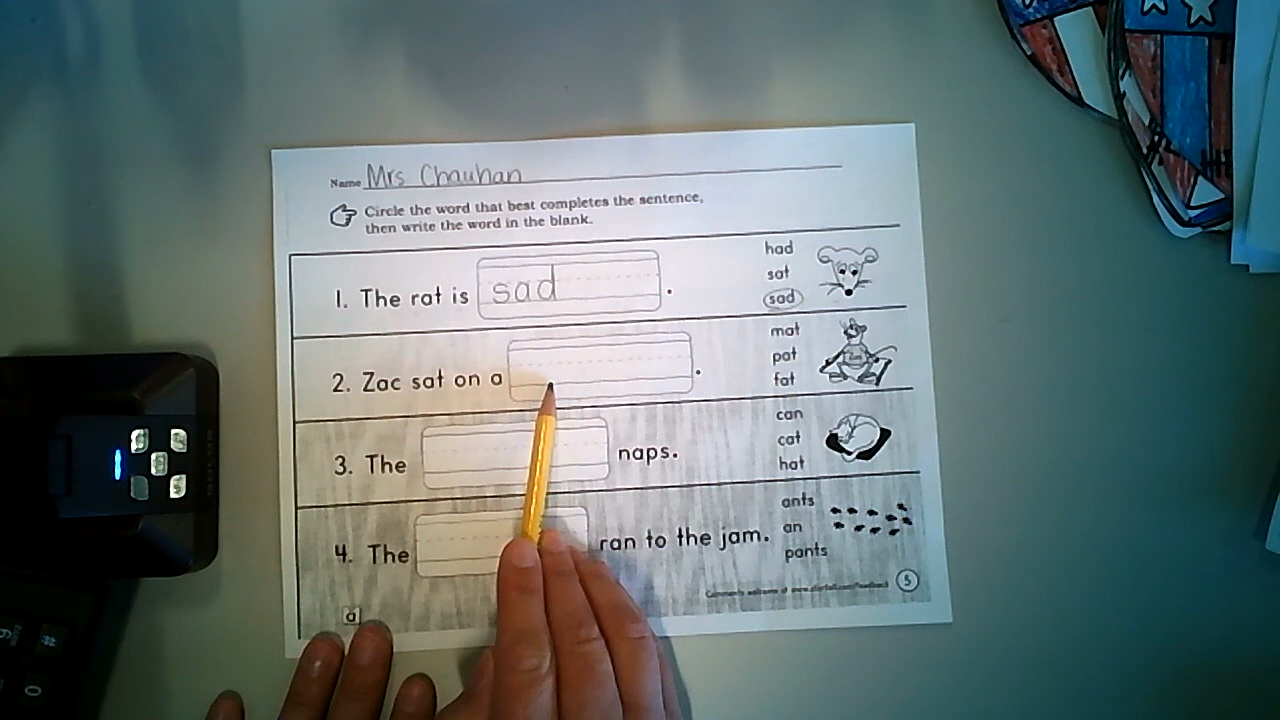 Name Mrs Chauhan
Circle the word that best completes the sentence,
then write the word in the blank.
1. The rat is sad.
had
sat
sad
2. Zac sat on a .
mat
pat
fat
3. The naps.
can
cat
hat
4. The ran to the jam.
ants
an
pants
5
a
#
0